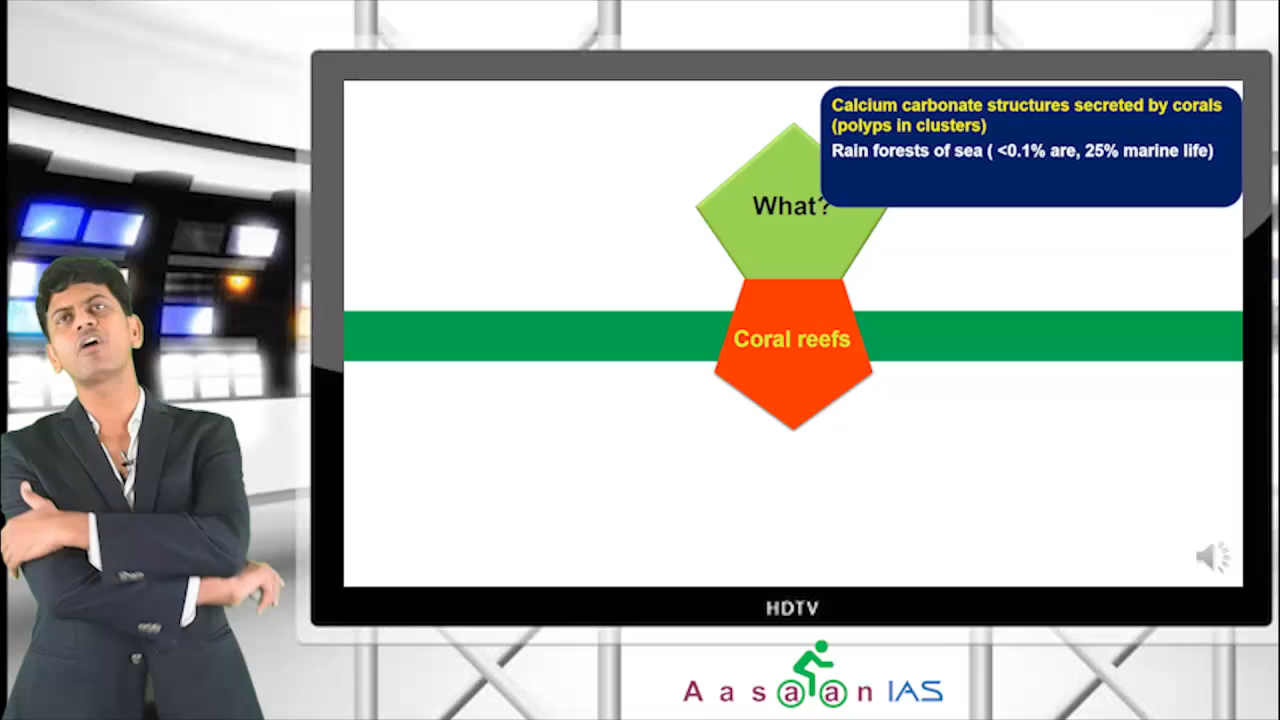 Calcium carbonate structures secreted by corals
(polyps in clusters)
Rain forests of sea ( <0.1% are, 25% marine life)
What?
Coral reefs
HDTV
Aasaan IAS